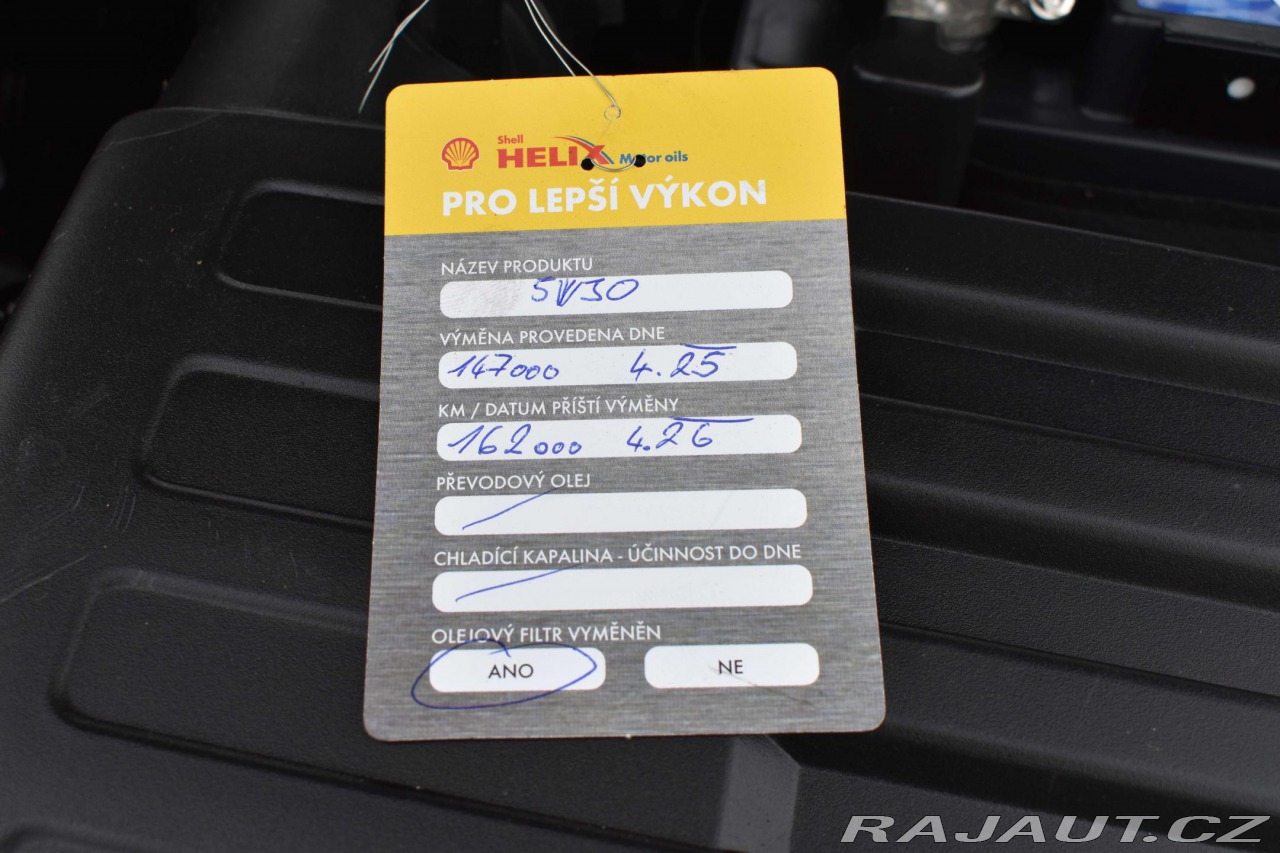 Shell
HELIX Motor oils
PRO LEPŠÍ VÝKON
NÁZEV PRODUKTU
5W30
VÝMĚNA PROVEDENA DNE
147000 4.25
KM / DATUM PŘÍŠTÍ VÝMĚNY
162000 4.26
PŘEVODOVÝ OLEJ
CHLADÍCÍ KAPALINA - ÚČINNOST DO DNE
OLEJOVÝ FILTR VYMĚNĚN
ANO NE
RAJAUT.CZ